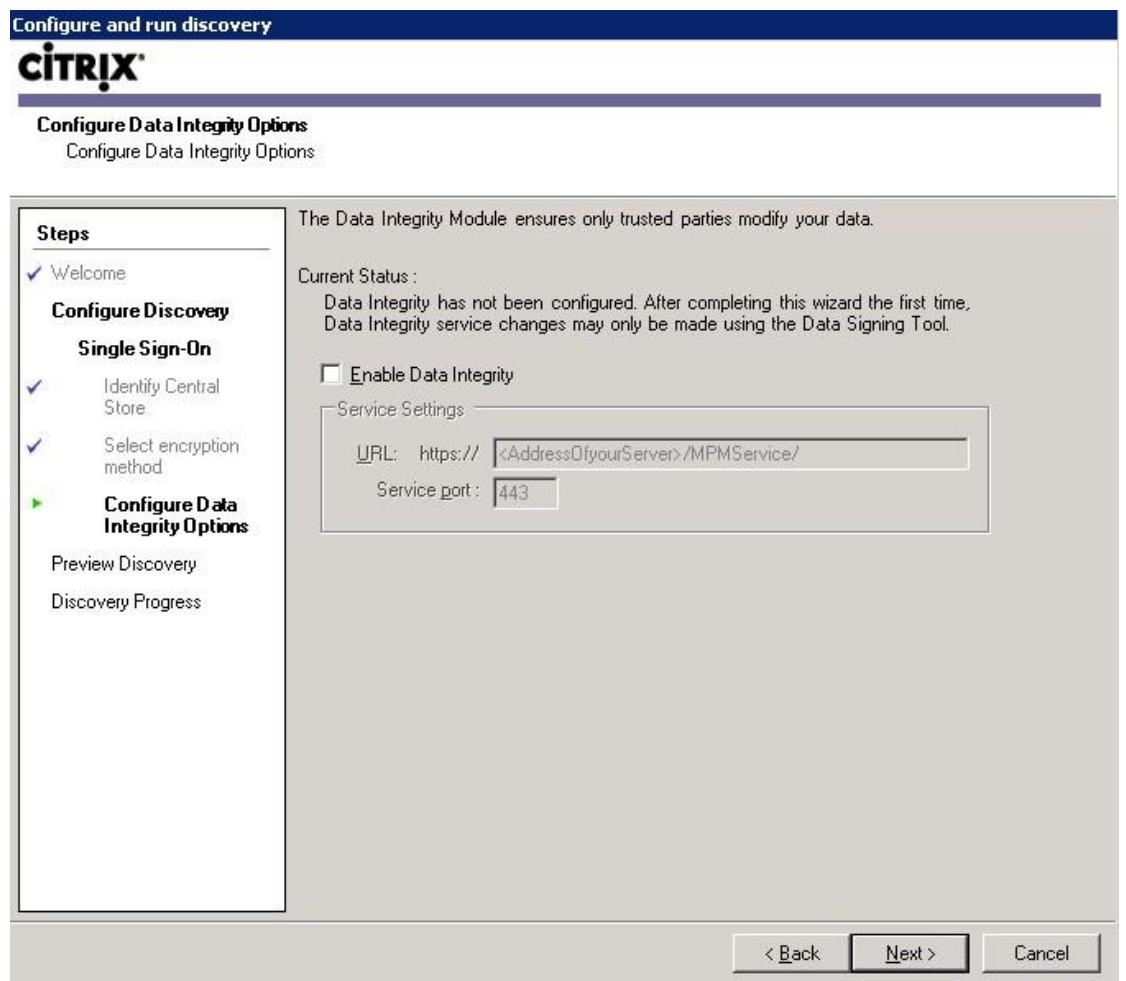 Configure and run discovery
CİTRIX®
Configure Data Integrity Options
Configure Data Integrity Options
Steps
Welcome
Configure Discovery
Single Sign-On
Identify Central
Store
Select encryption
method
Configure Data
Integrity Options
Preview Discovery
Discovery Progress
The Data Integrity Module ensures only trusted parties modify your data.
Current Status :
Data Integrity has not been configured. After completing this wizard the first time,
Data Integrity service changes may only be made using the Data Signing Tool.
Enable Data Integrity
Service Settings
URL: https:// <AddressOfyourServer>/MPMService/
Service port : 443
< Back Next > Cancel